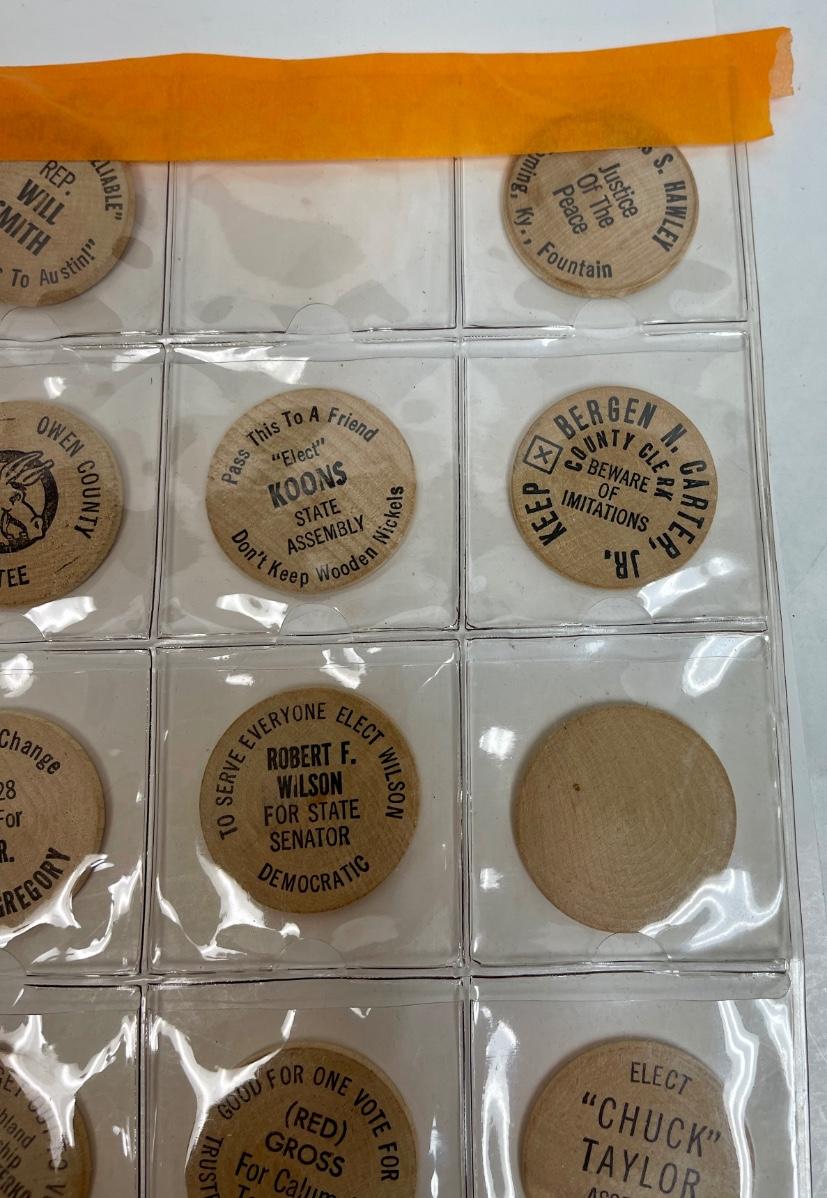 REP.
WILL
To Austin!"
S. HAWLEY
Justice
Of The
Peace
Ky., Fountain
OWEN COUNTY
Pass This To A Friend
"Elect"
KOONS
STATE
ASSEMBLY
Don't Keep Wooden Nickels
KEEP ☒ BERGEN N. CARTER, JR.
COUNTY CLERK
BEWARE
OF
IMITATIONS
Change
28
For
R.
GREGORY
TO SERVE EVERYONE ELECT WILSON
ROBERT F.
WILSON
FOR STATE
SENATOR
DEMOCRATIC
GOOD FOR ONE VOTE FOR
(RED)
GROSS
For
ELECT
"CHUCK"
TAYLOR